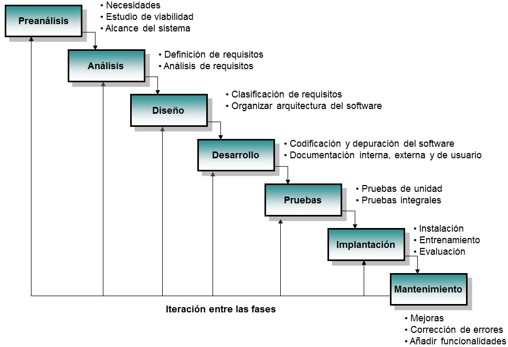 Preanálisis
• Necesidades
• Estudio de viabilidad
• Alcance del sistema
Análisis
• Definición de requisitos
• Análisis de requisitos
Diseño
• Clasificación de requisitos
• Organizar arquitectura del software
Desarrollo
• Codificación y depuración del software
• Documentación interna, externa y de usuario
Pruebas
• Pruebas de unidad
• Pruebas integrales
Implantación
• Instalación
• Entrenamiento
• Evaluación
Mantenimiento
• Mejoras
• Corrección de errores
• Añadir funcionalidades
Iteración entre las fases